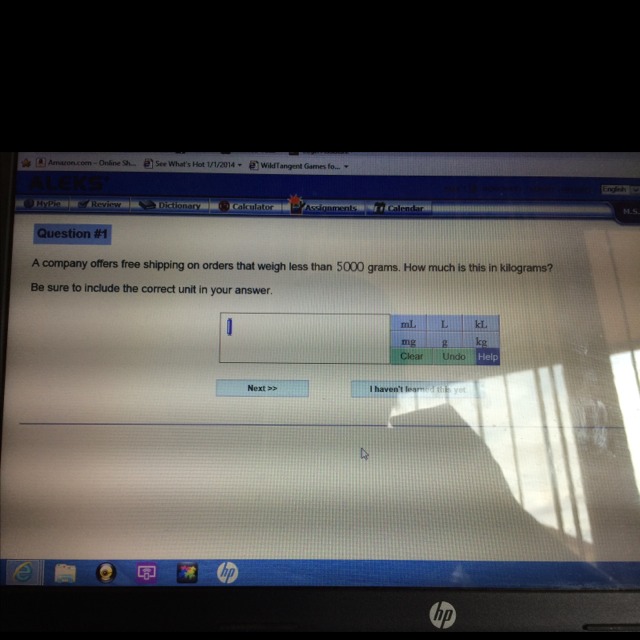 Amazon.com - Online Sh... See What's Hot 1/1/2014 WildTangent Games fo...
ALEKS
English
MyPie Review Dictionary Calculator Assignments Calendar
Question #1
A company offers free shipping on orders that weigh less than 5000 grams. How much is this in kilograms?
Be sure to include the correct unit in your answer.
mL L kL
mg g kg
Clear Undo Help
Next >> I haven't learned this yet
hp
hp